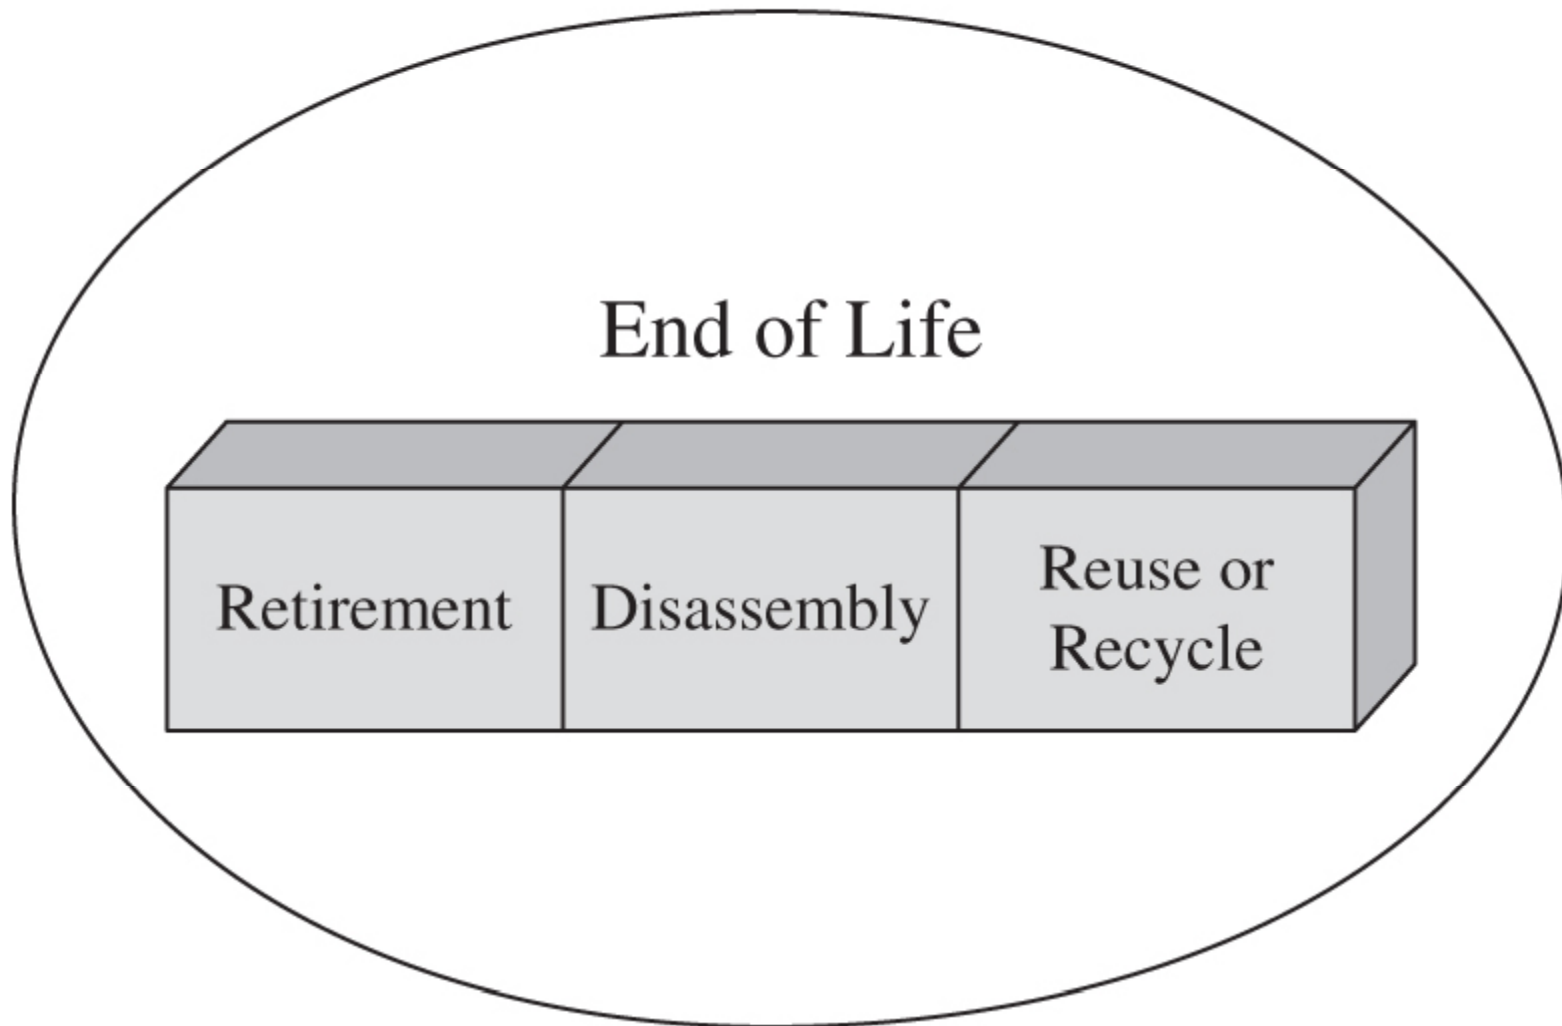 End of Life
Retirement
Disassembly
Reuse or
Recycle